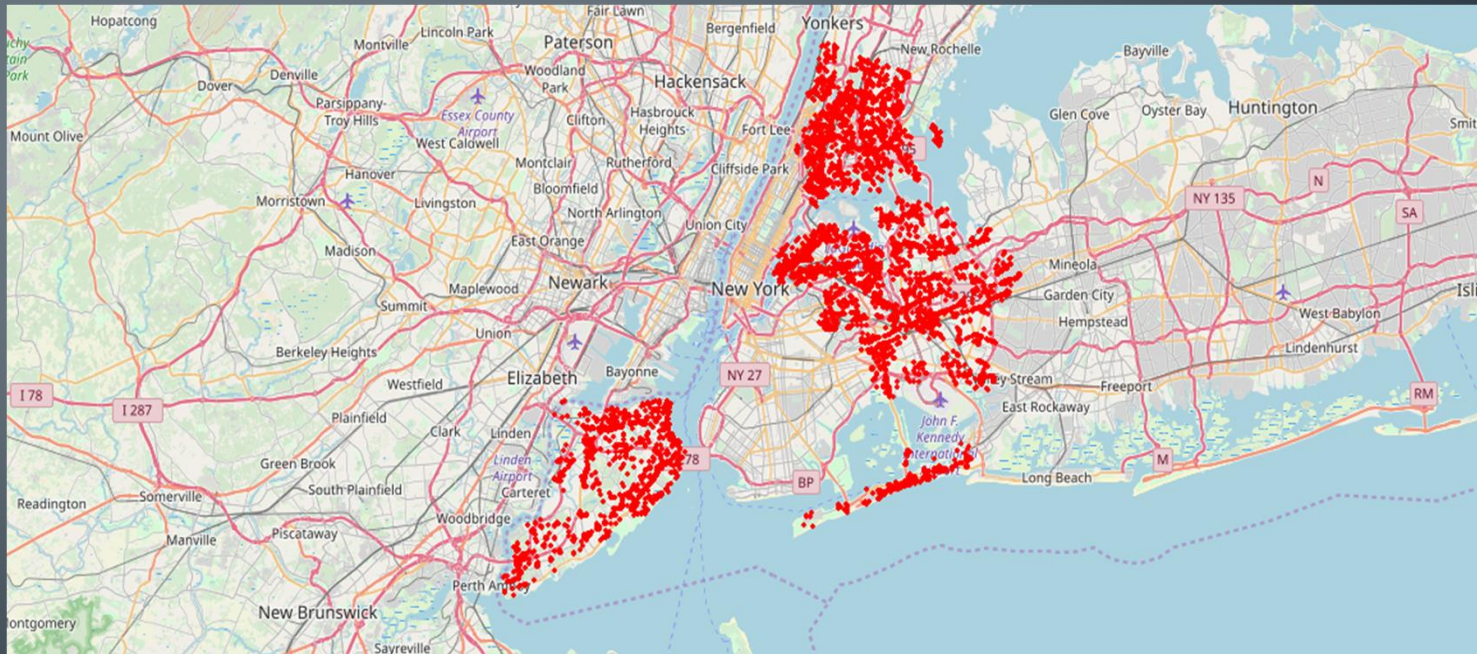 Hopatcong
Lincoln Park
Fair Lawn
Bergenfield
Yonkers
Montville
Paterson
New Rochelle
Bayville
Denville
Dover
Woodland
Park
Hackensack
Parsippany-
Troy Hills
Essex County
Airport
Clifton
Hasbrouck
Heights
Fort Lee
Glen Cove
Oyster Bay
Huntington
Mount Olive
West Caldwell
Montclair
Rutherford
Cliffside Park
Hanover
Bloomfield
N
Morristown
Livingston
North Arlington
Union City
NY 135
SA
Madison
East Orange
Mineola
Maplewood
Newark
New York
Garden City
Summit
Union
Hempstead
West Babylon
Berkeley Heights
Lindenhurst
Elizabeth
Bayonne
NY 27
Westfield
Freeport
I 78
I 287
RM
East Rockaway
Plainfield
John F.
Kennedy
Clark
Linden
78
M
Green Brook
Linden
Airport
Long Beach
BP
South Plainfield
Carteret
Readington
Somerville
Woodbridge
Manville
Piscataway
New Brunswick
Sayreville